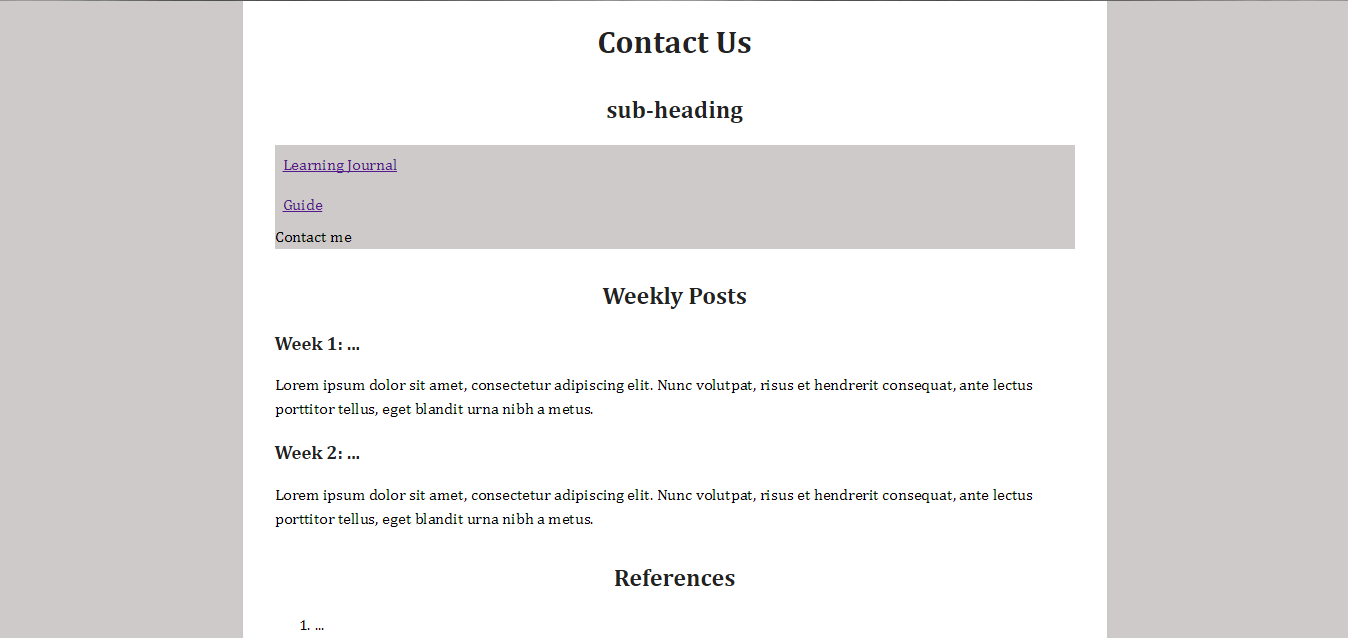 Contact Us
sub-heading
Learning Journal
Guide
Contact me
Weekly Posts
Week 1: ...
Lorem ipsum dolor sit amet, consectetur adipiscing elit. Nunc volutpat, risus et hendrerit consequat, ante lectus
porttitor tellus, eget blandit urna nibh a metus.
Week 2: ...
Lorem ipsum dolor sit amet, consectetur adipiscing elit. Nunc volutpat, risus et hendrerit consequat, ante lectus
porttitor tellus, eget blandit urna nibh a metus.
References
1. ...